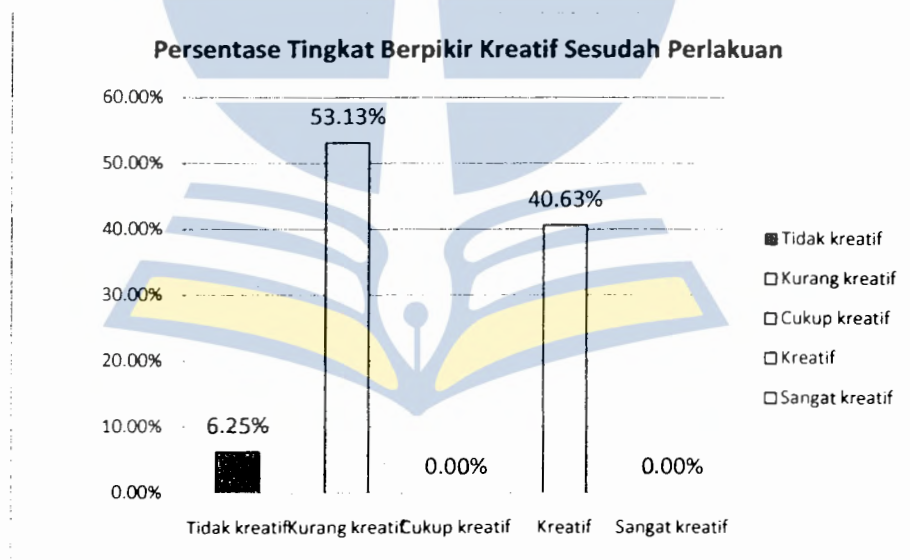 Persentase Tingkat Berpikir Kreatif Sesudah Perlakuan
60.00%
53.13%
50.00%
40.63%
40.00%
Tidak kreatif
Kurang kreatif
30.00%
Cukup kreatif
20.00%
Kreatif
Sangat kreatif
10.00%
6.25%
0.00%
0.00%
0.00%
Tidak kreatif Kurang kreatif Cukup kreatif Kreatif Sangat kreatif